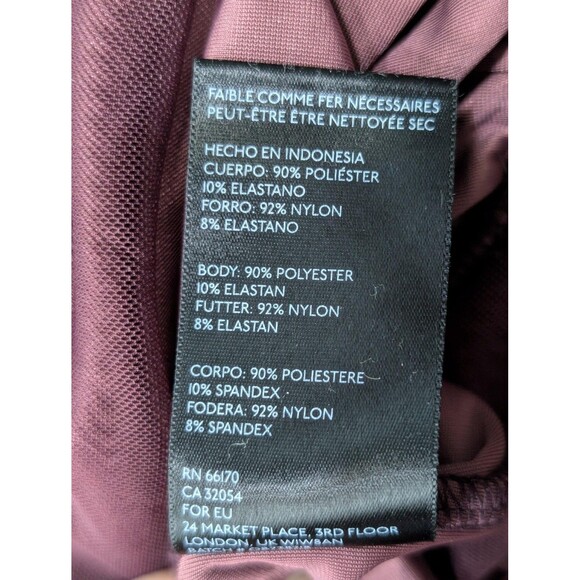 FAIBLE COMME FER NÉCESSAIRES
PEUT-ÊTRE ÊTRE NETTOYÉE SEC
HECHO EN INDONESIA
CUERPO: 90% POLIÉSTER
10% ELASTANO
FORRO: 92% NYLON
8% ELASTANO
BODY: 90% POLYESTER
10% ELASTAN
FUTTER: 92% NYLON
8% ELASTAN
CORPO: 90% POLIESTERE
10% SPANDEX
FODERA: 92% NYLON
8% SPANDEX
RN 66170
CA 32054
FOR EU
24 MARKET PLACE, 3RD FLOOR
LONDON, UK W1W8AN
BATCH #